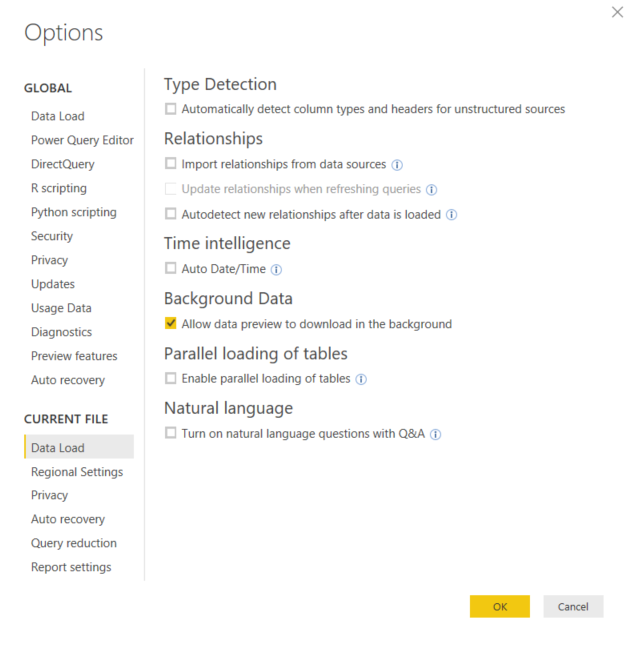 Options
GLOBAL
Data Load
Power Query Editor
DirectQuery
R scripting
Python scripting
Security
Privacy
Updates
Usage Data
Diagnostics
Preview features
Auto recovery
CURRENT FILE
Data Load
Regional Settings
Privacy
Auto recovery
Query reduction
Report settings
Type Detection
Automatically detect column types and headers for unstructured sources
Relationships
Import relationships from data sources
Update relationships when refreshing queries
Autodetect new relationships after data is loaded
Time intelligence
Auto Date/Time
Background Data
Allow data preview to download in the background
Parallel loading of tables
Enable parallel loading of tables
Natural language
Turn on natural language questions with Q&A
OK
Cancel